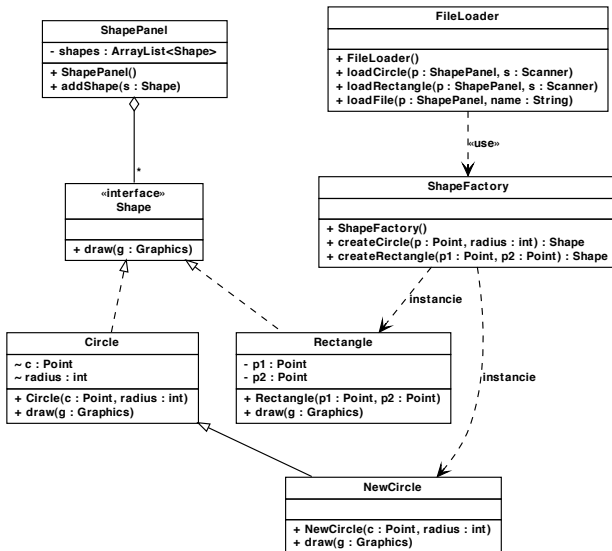 ShapePanel
- shapes : ArrayList<Shape>
+ ShapePanel()
+ addShape(s : Shape)
FileLoader
+ FileLoader()
+ loadCircle(p : ShapePanel, s : Scanner)
+ loadRectangle(p : ShapePanel, s : Scanner)
+ loadFile(p : ShapePanel, name : String)
«use»
*
«interface»
Shape
+ draw(g : Graphics)
ShapeFactory
+ ShapeFactory()
+ createCircle(p : Point, radius : int) : Shape
+ createRectangle(p1 : Point, p2 : Point) : Shape
instancie
instancie
Circle
~ c : Point
~ radius : int
+ Circle(c : Point, radius : int)
+ draw(g : Graphics)
Rectangle
- p1 : Point
- p2 : Point
+ Rectangle(p1 : Point, p2 : Point)
+ draw(g : Graphics)
NewCircle
+ NewCircle(c : Point, radius : int)
+ draw(g : Graphics)